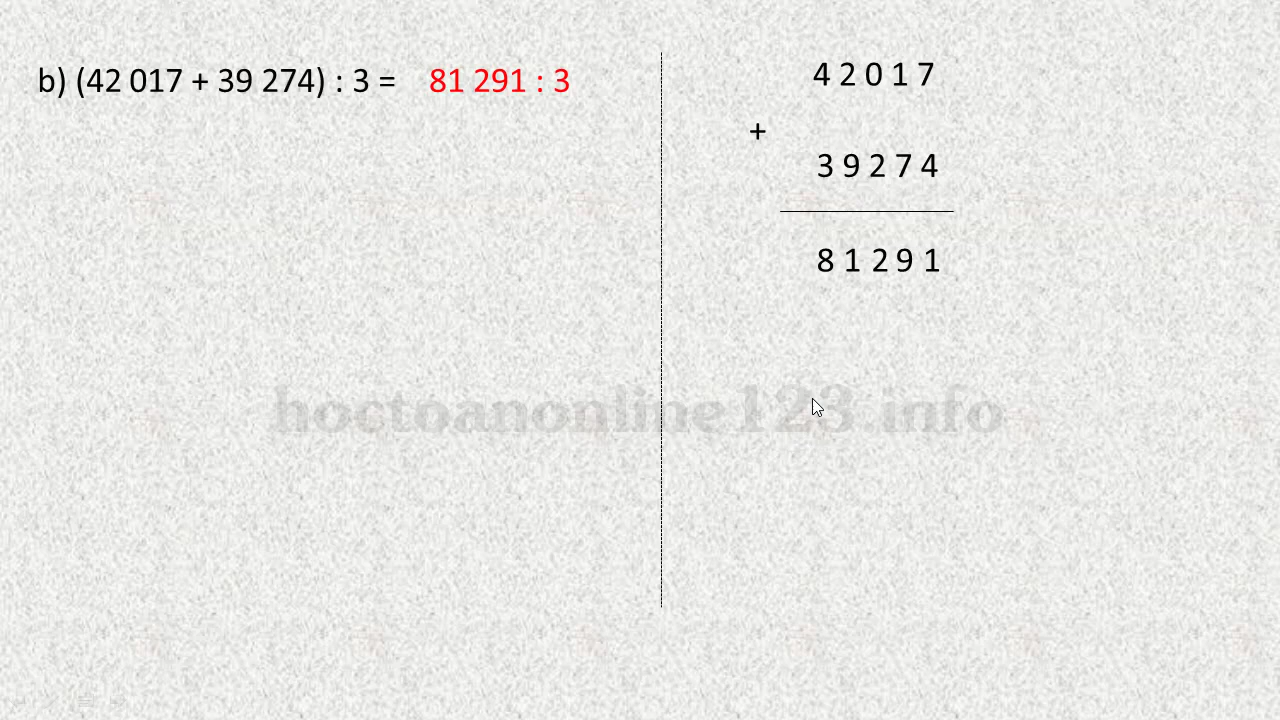 b) (42 017 + 39 274) : 3 = 81 291 : 3
4 2 0 1 7
+
3 9 2 7 4
8 1 2 9 1
hoctoanonline123.info